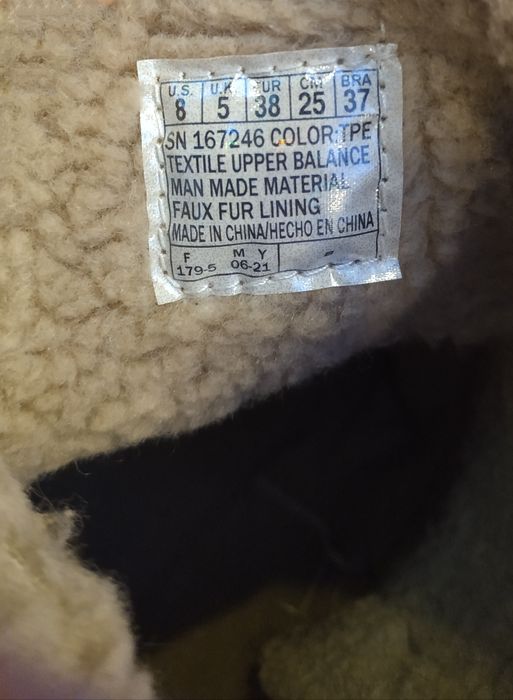 U.S. U.K. EUR CM BRA
8 5 38 25 37
SN 167246 COLOR:TPE
TEXTILE UPPER BALANCE
MAN MADE MATERIAL
FAUX FUR LINING
MADE IN CHINA/HECHO EN CHINA
F M Y
179-5 06-21 -